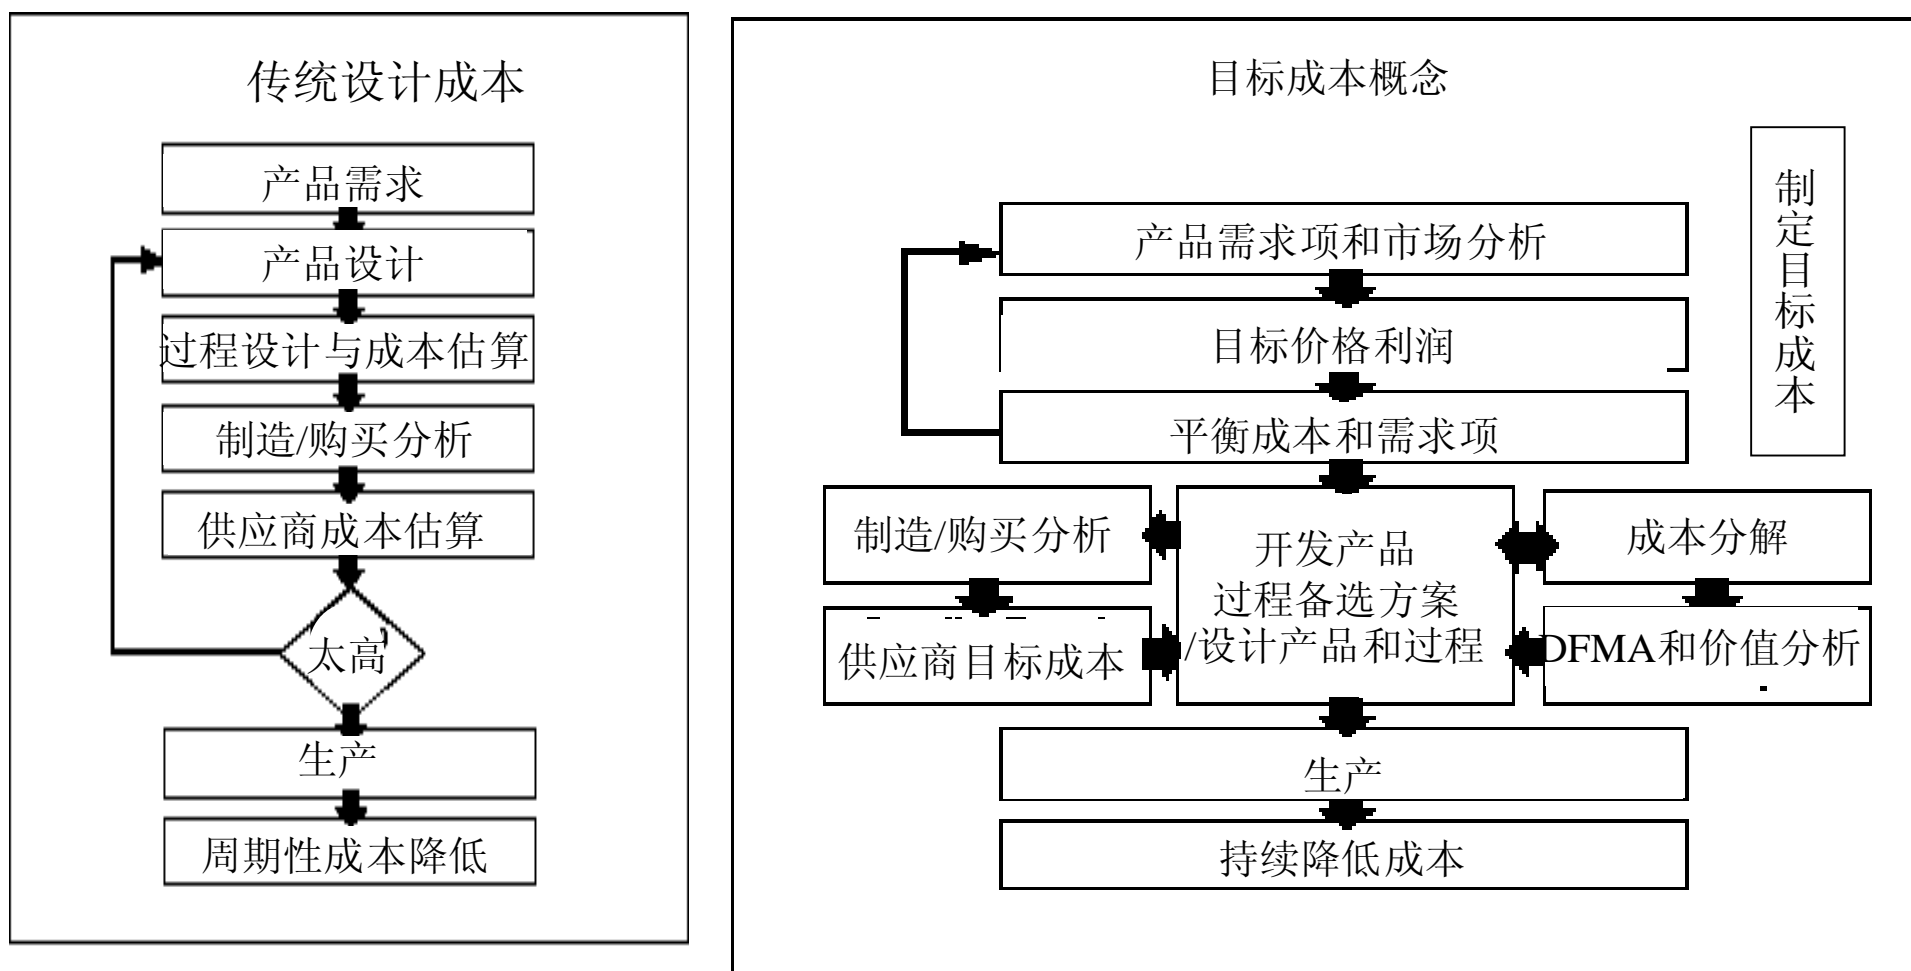 传统设计成本
产品需求
产品设计
过程设计与成本估算
制造/购买分析
供应商成本估算
太高
生产
周期性成本降低
目标成本概念
制定目标成本
产品需求项和市场分析
目标价格利润
平衡成本和需求项
制造/购买分析
供应商目标成本
开发产品
过程备选方案
/设计产品和过程
成本分解
DFMA和价值分析
生产
持续降低成本